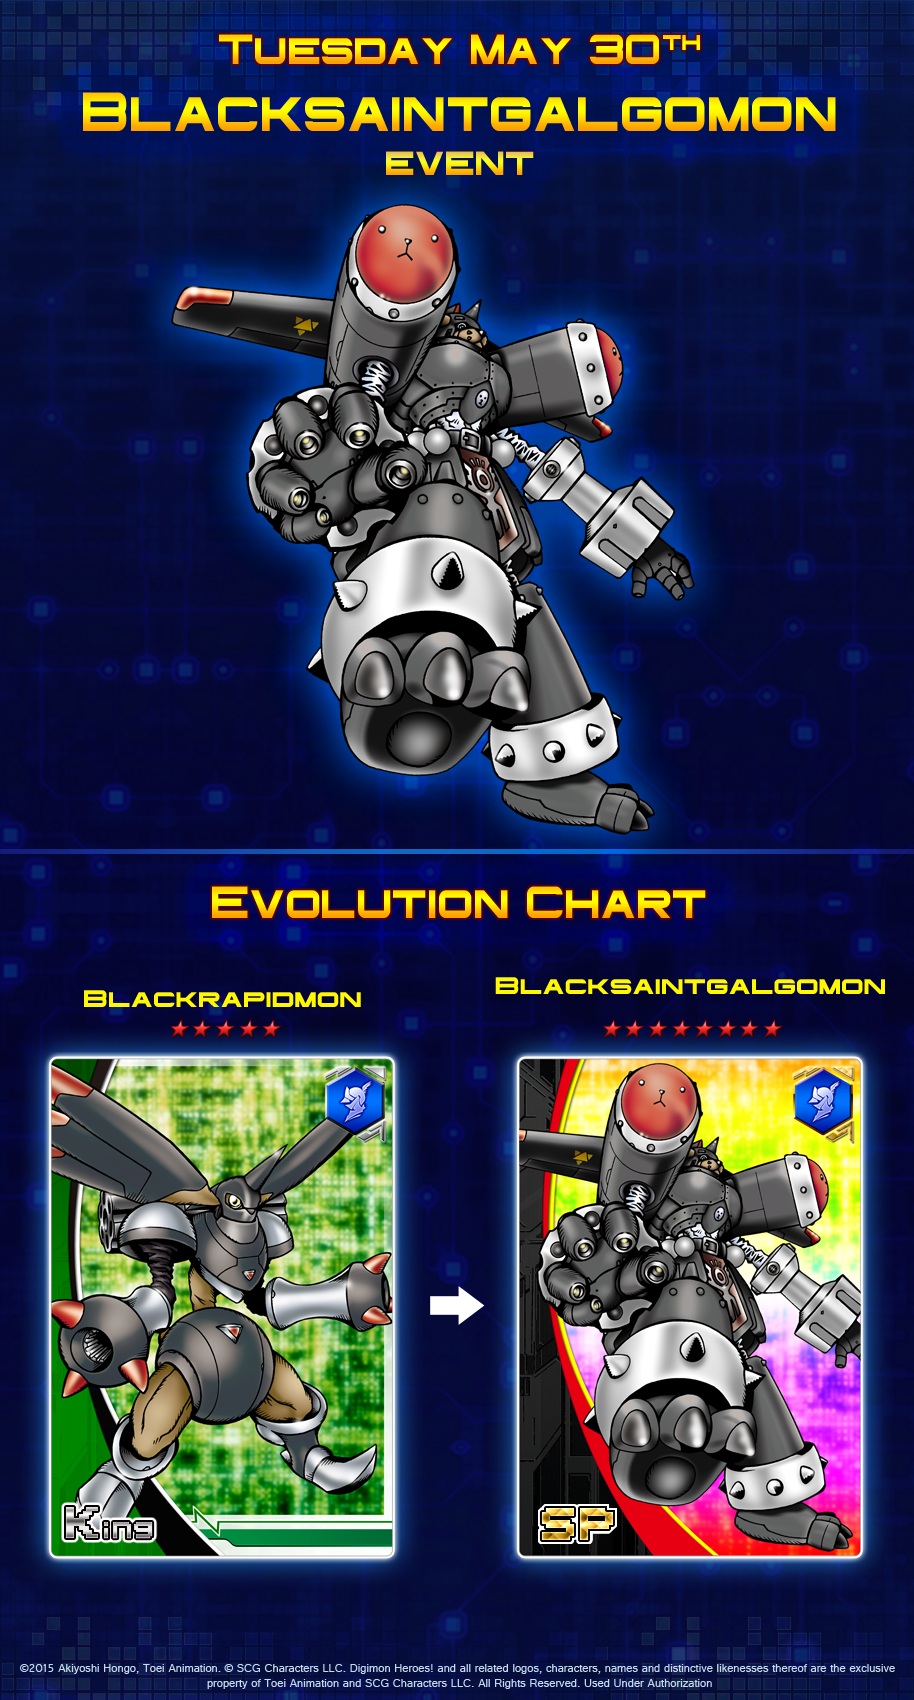 Tuesday May 30th
Blacksaintgalgomon
event
Evolution Chart
Blackrapidmon
Blacksaintgalgomon
King
SP
©2015 Akiyoshi Hongo, Toei Animation. © SCG Characters LLC. Digimon Heroes! and all related logos, characters, names and distinctive likenesses thereof are the exclusive
property of Toei Animation and SCG Characters LLC. All Rights Reserved. Used Under Authorization